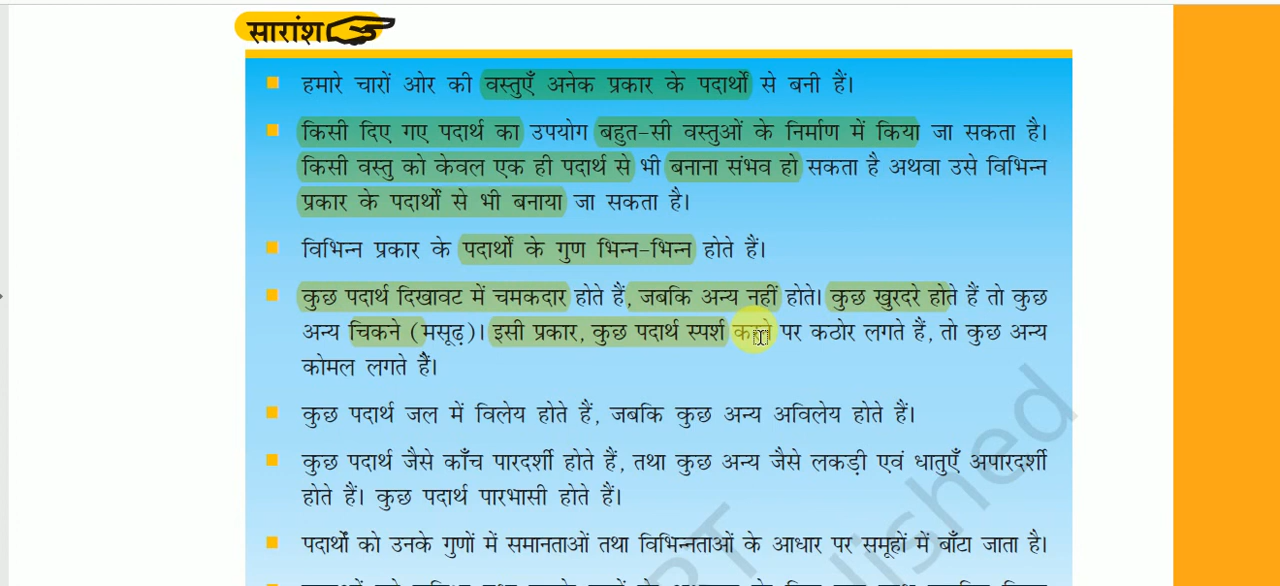 सारांश
हमारे चारों ओर की वस्तुएँ अनेक प्रकार के पदार्थों से बनी हैं।
किसी दिए गए पदार्थ का उपयोग बहुत-सी वस्तुओं के निर्माण में किया जा सकता है।
किसी वस्तु को केवल एक ही पदार्थ से भी बनाना संभव हो सकता है अथवा उसे विभिन्न
प्रकार के पदार्थों से भी बनाया जा सकता है।
विभिन्न प्रकार के पदार्थों के गुण भिन्न-भिन्न होते हैं।
कुछ पदार्थ दिखावट में चमकदार होते हैं, जबकि अन्य नहीं होते। कुछ खुरदरे होते हैं तो कुछ
अन्य चिकने (मसृढ़)। इसी प्रकार, कुछ पदार्थ स्पर्श करने पर कठोर लगते हैं, तो कुछ अन्य
कोमल लगते हैं।
कुछ पदार्थ जल में विलेय होते हैं, जबकि कुछ अन्य अविलेय होते हैं।
कुछ पदार्थ जैसे काँच पारदर्शी होते हैं, तथा कुछ अन्य जैसे लकड़ी एवं धातुएँ अपारदर्शी
होते हैं। कुछ पदार्थ पारभासी होते हैं।
पदार्थों को उनके गुणों में समानताओं तथा विभिन्नताओं के आधार पर समूहों में बाँटा जाता है।